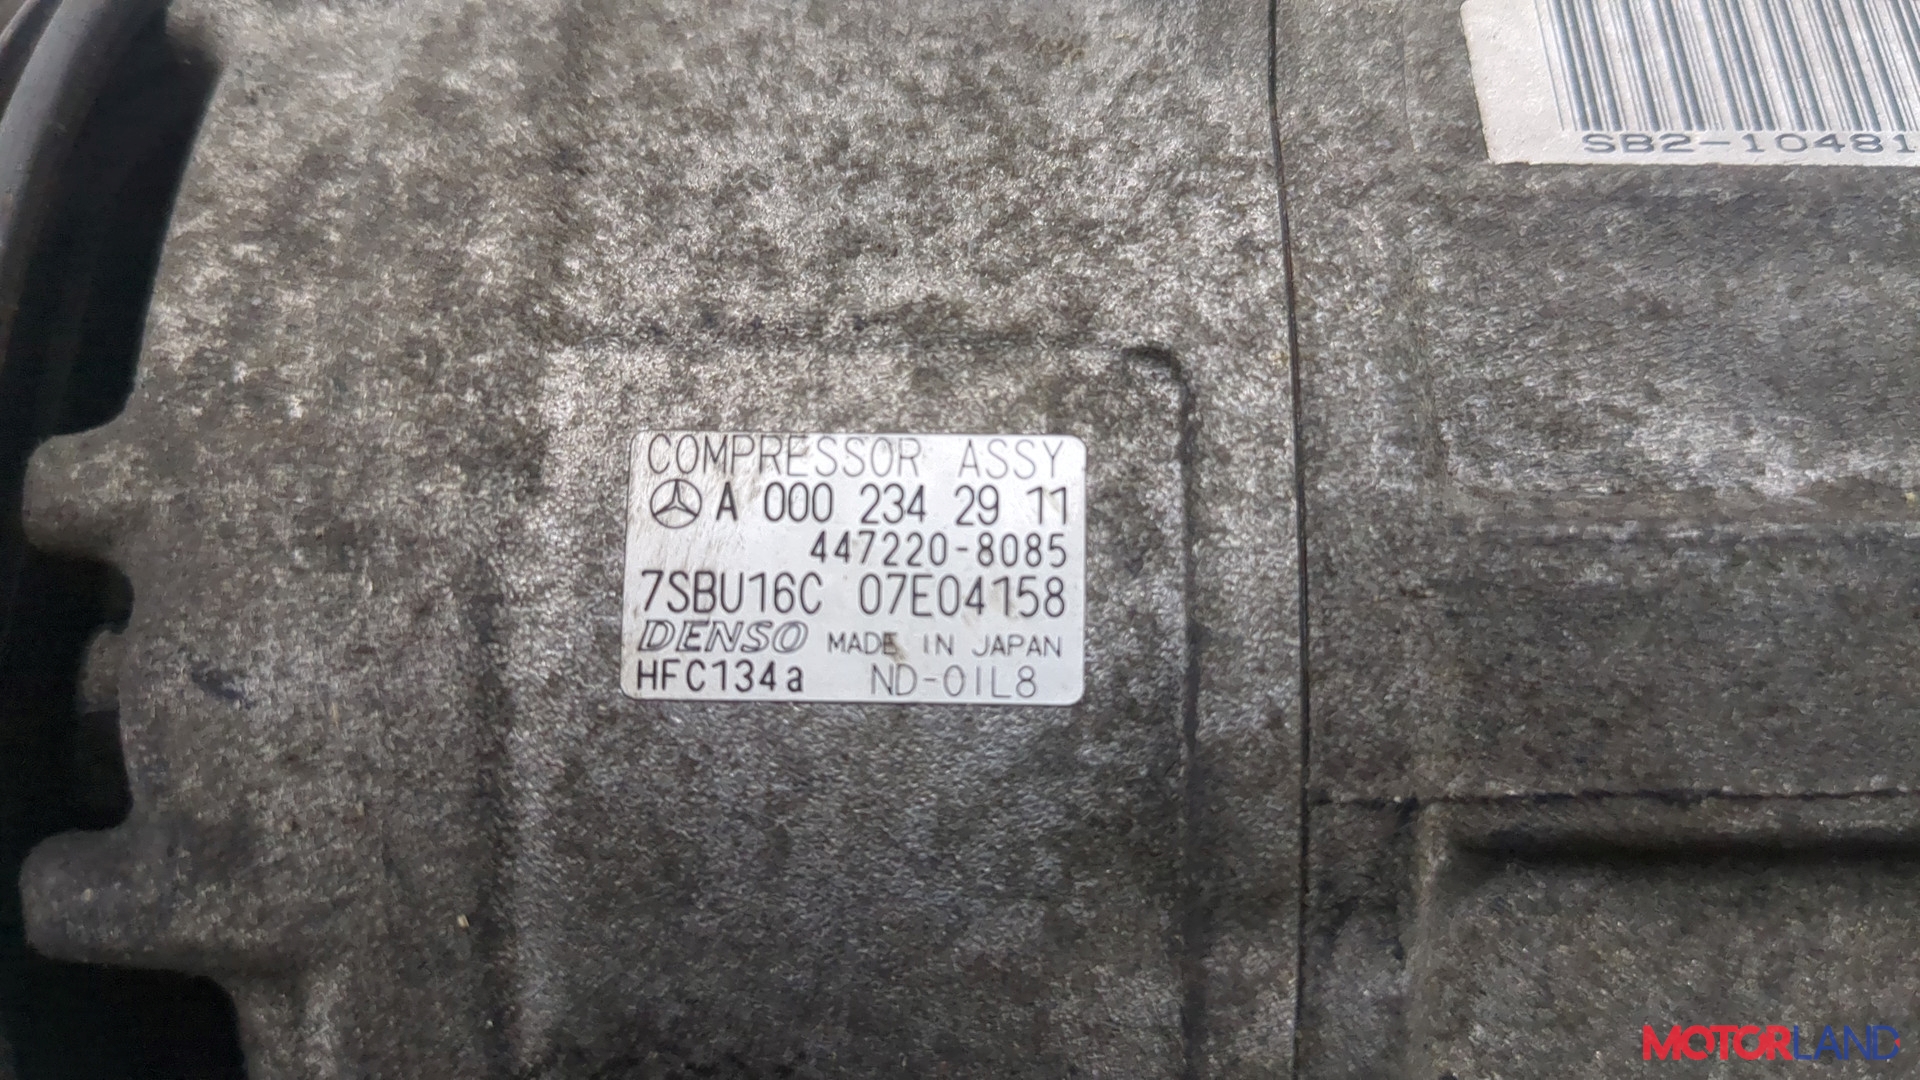 SB2-10481
COMPRESSOR ASSY
A 000 234 29 11
447220-8085
7SBU16C 07E04158
DENSO MADE IN JAPAN
HFC134a ND-OIL8
MOTORLAND